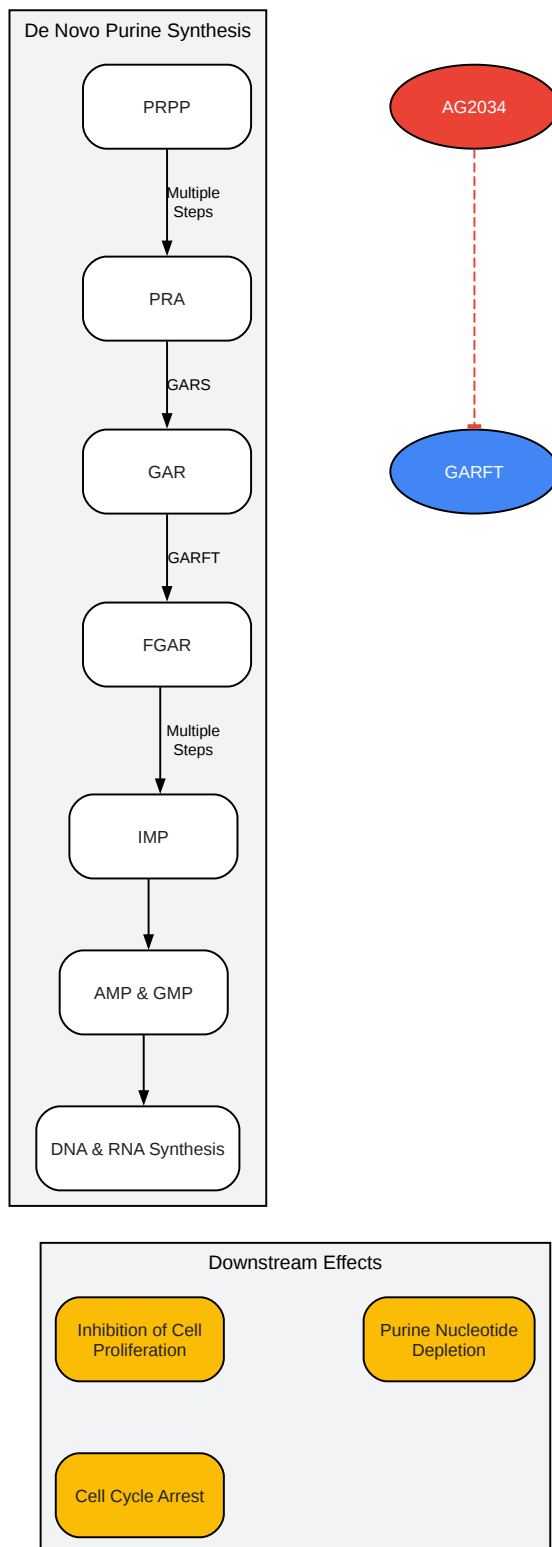 De Novo Purine Synthesis
PRPP
AG2034
Multiple
Steps
PRA
GARS
GAR
GARFT
GARFT
FGAR
Multiple
Steps
IMP
AMP & GMP
DNA & RNA Synthesis
Downstream Effects
Inhibition of Cell
Proliferation
Purine Nucleotide
Depletion
Cell Cycle Arrest